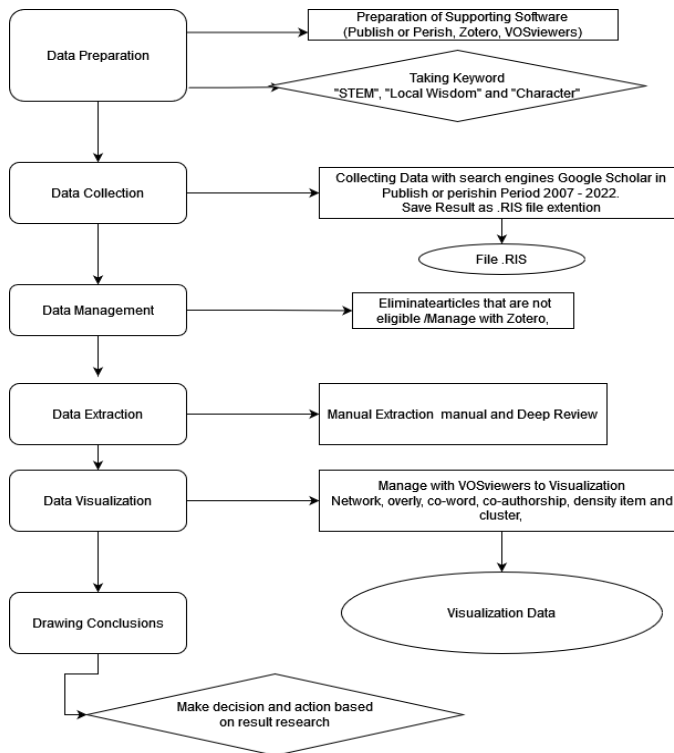 Data Preparation
Preparation of Supporting Software
(Publish or Perish, Zotero, VOSviewers)
Taking Keyword
"STEM", "Local Wisdom" and "Character"
Data Collection
Collecting Data with search engines Google Scholar in
Publish or perishin Period 2007 - 2022.
Save Result as .RIS file extention
File .RIS
Data Management
Eliminatearticles that are not
eligible /Manage with Zotero,
Data Extraction
Manual Extraction manual and Deep Review
Data Visualization
Manage with VOSviewers to Visualization
Network, overly, co-word, co-authorship, density item and
cluster,
Visualization Data
Drawing Conclusions
Make decision and action based
on result research